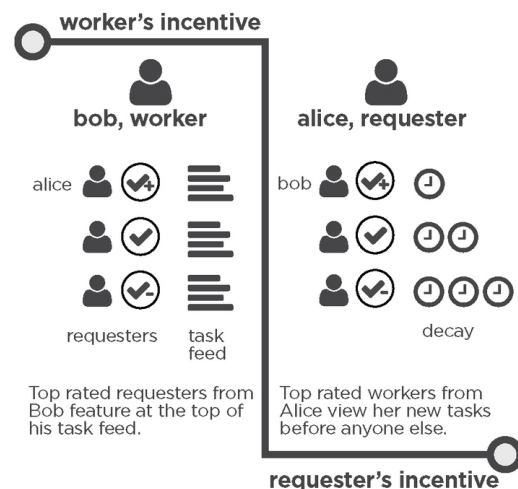 worker's incentive
bob, worker
alice
requesters
task
feed
Top rated requesters from
Bob feature at the top of
his task feed.
alice, requester
bob
decay
Top rated workers from
Alice view her new tasks
before anyone else.
requester's incentive